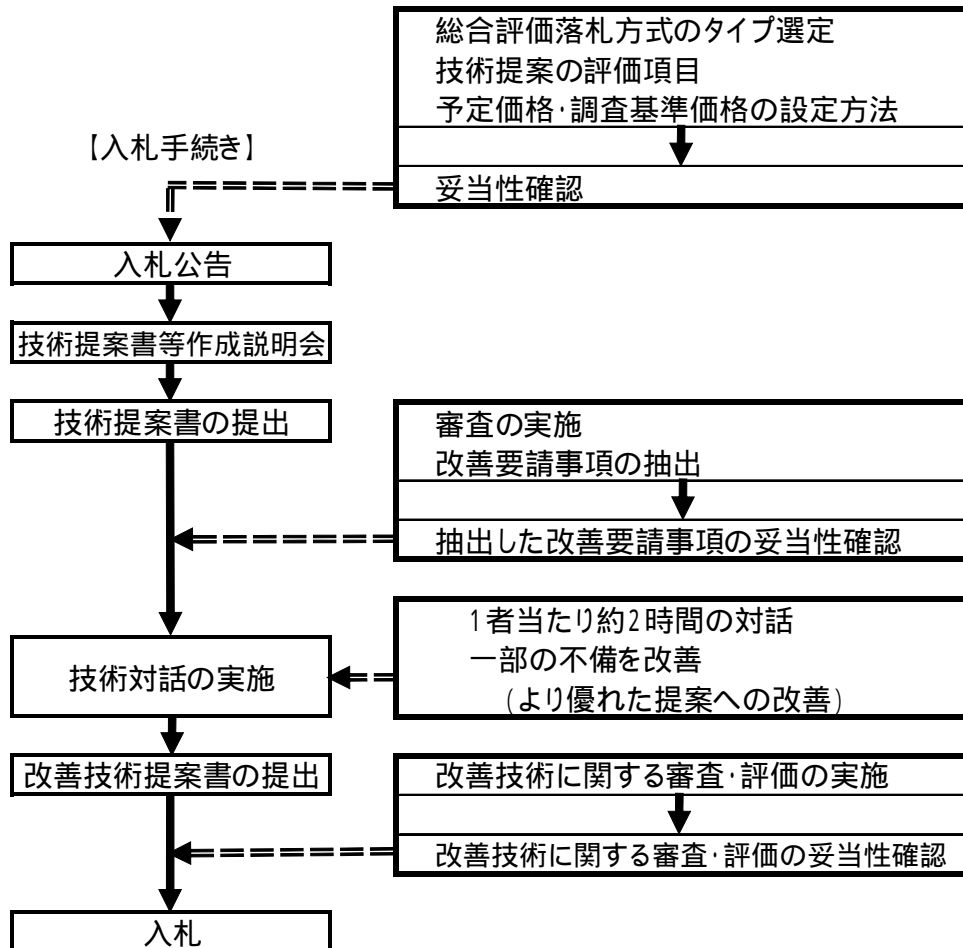 総合評価落札方式のタイプ選定
技術提案の評価項目
予定価格・調査基準価格の設定方法
妥当性確認
【入札手続き】
入札公告
技術提案書等作成説明会
技術提案書の提出
審査の実施
改善要請事項の抽出
抽出した改善要請事項の妥当性確認
1者当たり約2時間の対話
一部の不備を改善
(より優れた提案への改善)
技術対話の実施
改善技術提案書の提出
改善技術に関する審査・評価の実施
改善技術に関する審査・評価の妥当性確認
入札